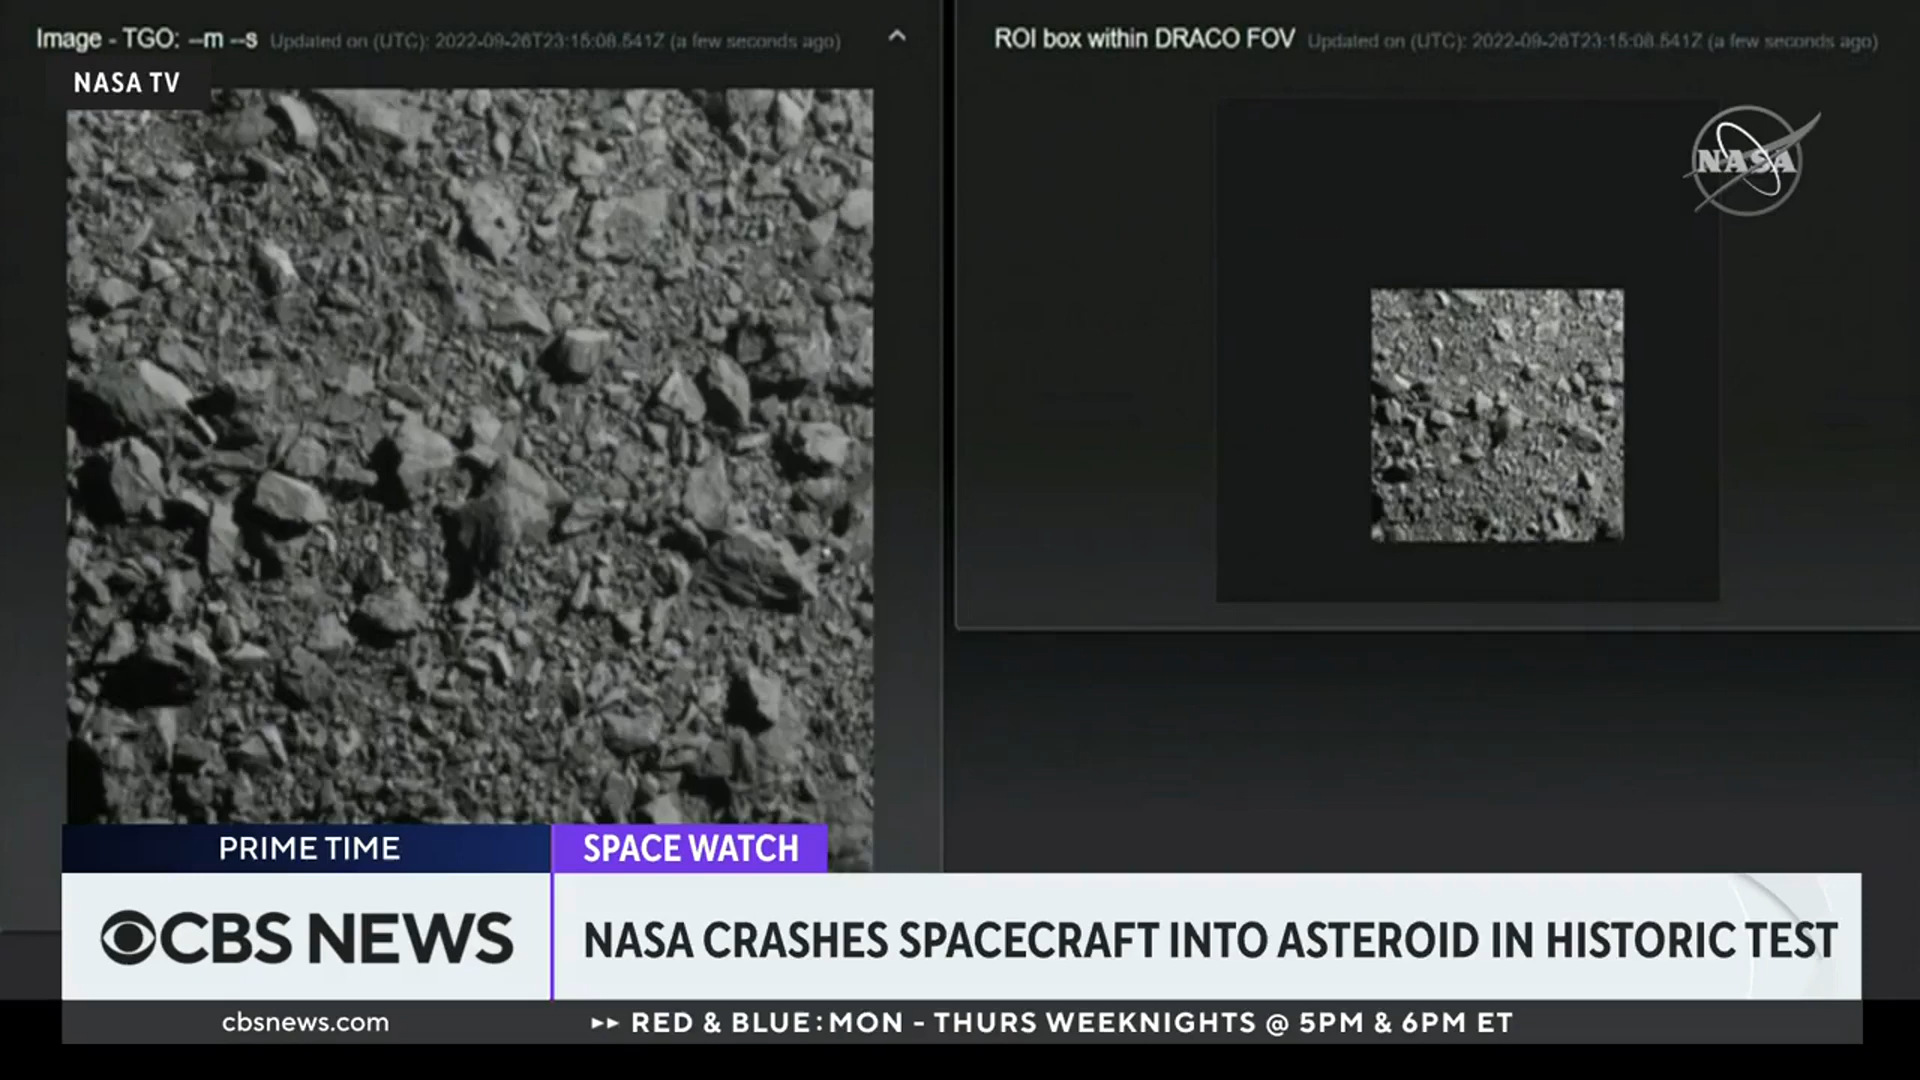 Image - TGO: --m --s Updated on (UTC): 2022-09-26T23:15:08.541Z (a few seconds ago)
ROI box within DRACO FOV Updated on (UTC): 2022-09-26T23:15:08.541Z (a few seconds ago)
NASA TV
NASA
PRIME TIME
SPACE WATCH
CBS NEWS
NASA CRASHES SPACECRAFT INTO ASTEROID IN HISTORIC TEST
cbsnews.com
RED & BLUE: MON - THURS WEEKNIGHTS @ 5PM & 6PM ET